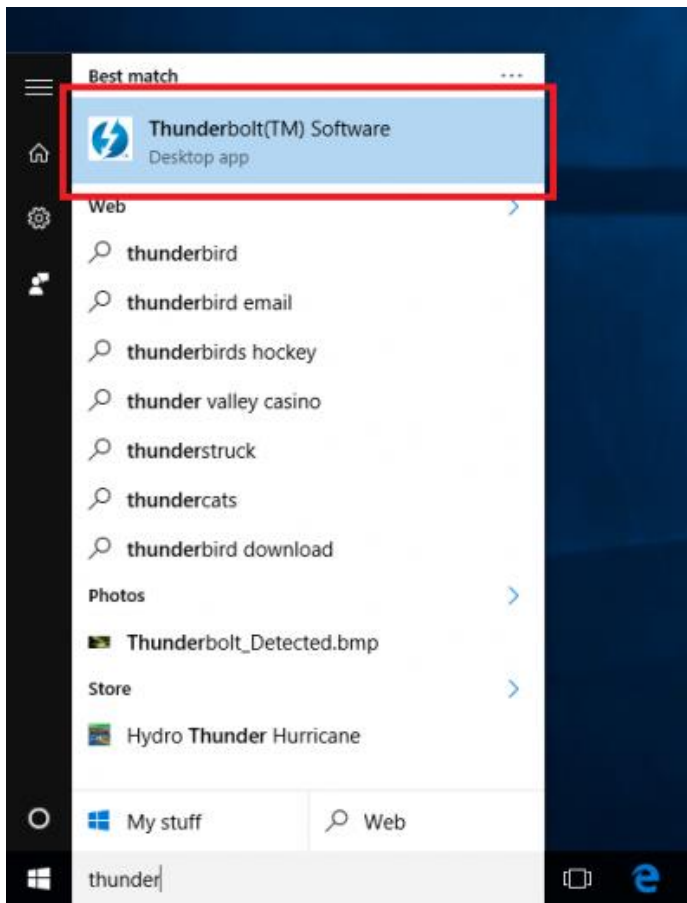 Best match
Thunderbolt(TM) Software
Desktop app
Web
thunderbird
thunderbird email
thunderbirds hockey
thunder valley casino
thunderstruck
thundercats
thunderbird download
Photos
Thunderbolt_Detected.bmp
Store
Hydro Thunder Hurricane
My stuff
Web
thunder